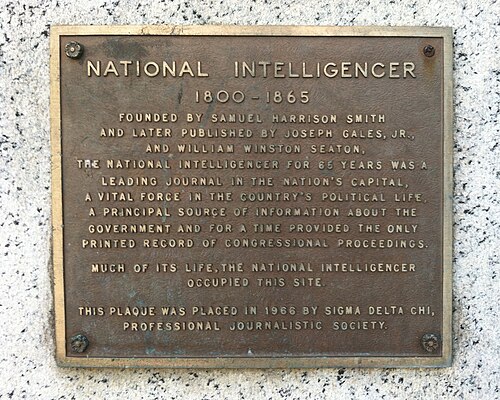 NATIONAL INTELLIGENCER
1800-1865
FOUNDED BY SAMUEL HARRISON SMITH
AND LATER PUBLISHED BY JOSEPH GALES, JR.,
AND WILLIAM WINSTON SEATON,
THE NATIONAL INTELLIGENCER FOR 65 YEARS WAS A
LEADING JOURNAL IN THE NATION'S CAPITAL,
A VITAL FORCE IN THE COUNTRY'S POLITICAL LIFE,
A PRINCIPAL SOURCE OF INFORMATION ABOUT THE
GOVERNMENT AND FOR A TIME PROVIDED THE ONLY
PRINTED RECORD OF CONGRESSIONAL PROCEEDINGS.
MUCH OF ITS LIFE, THE NATIONAL INTELLIGENCER
OCCUPIED THIS SITE.
THIS PLAQUE WAS PLACED IN 1966 BY SIGMA DELTA CHI,
PROFESSIONAL JOURNALISTIC SOCIETY.